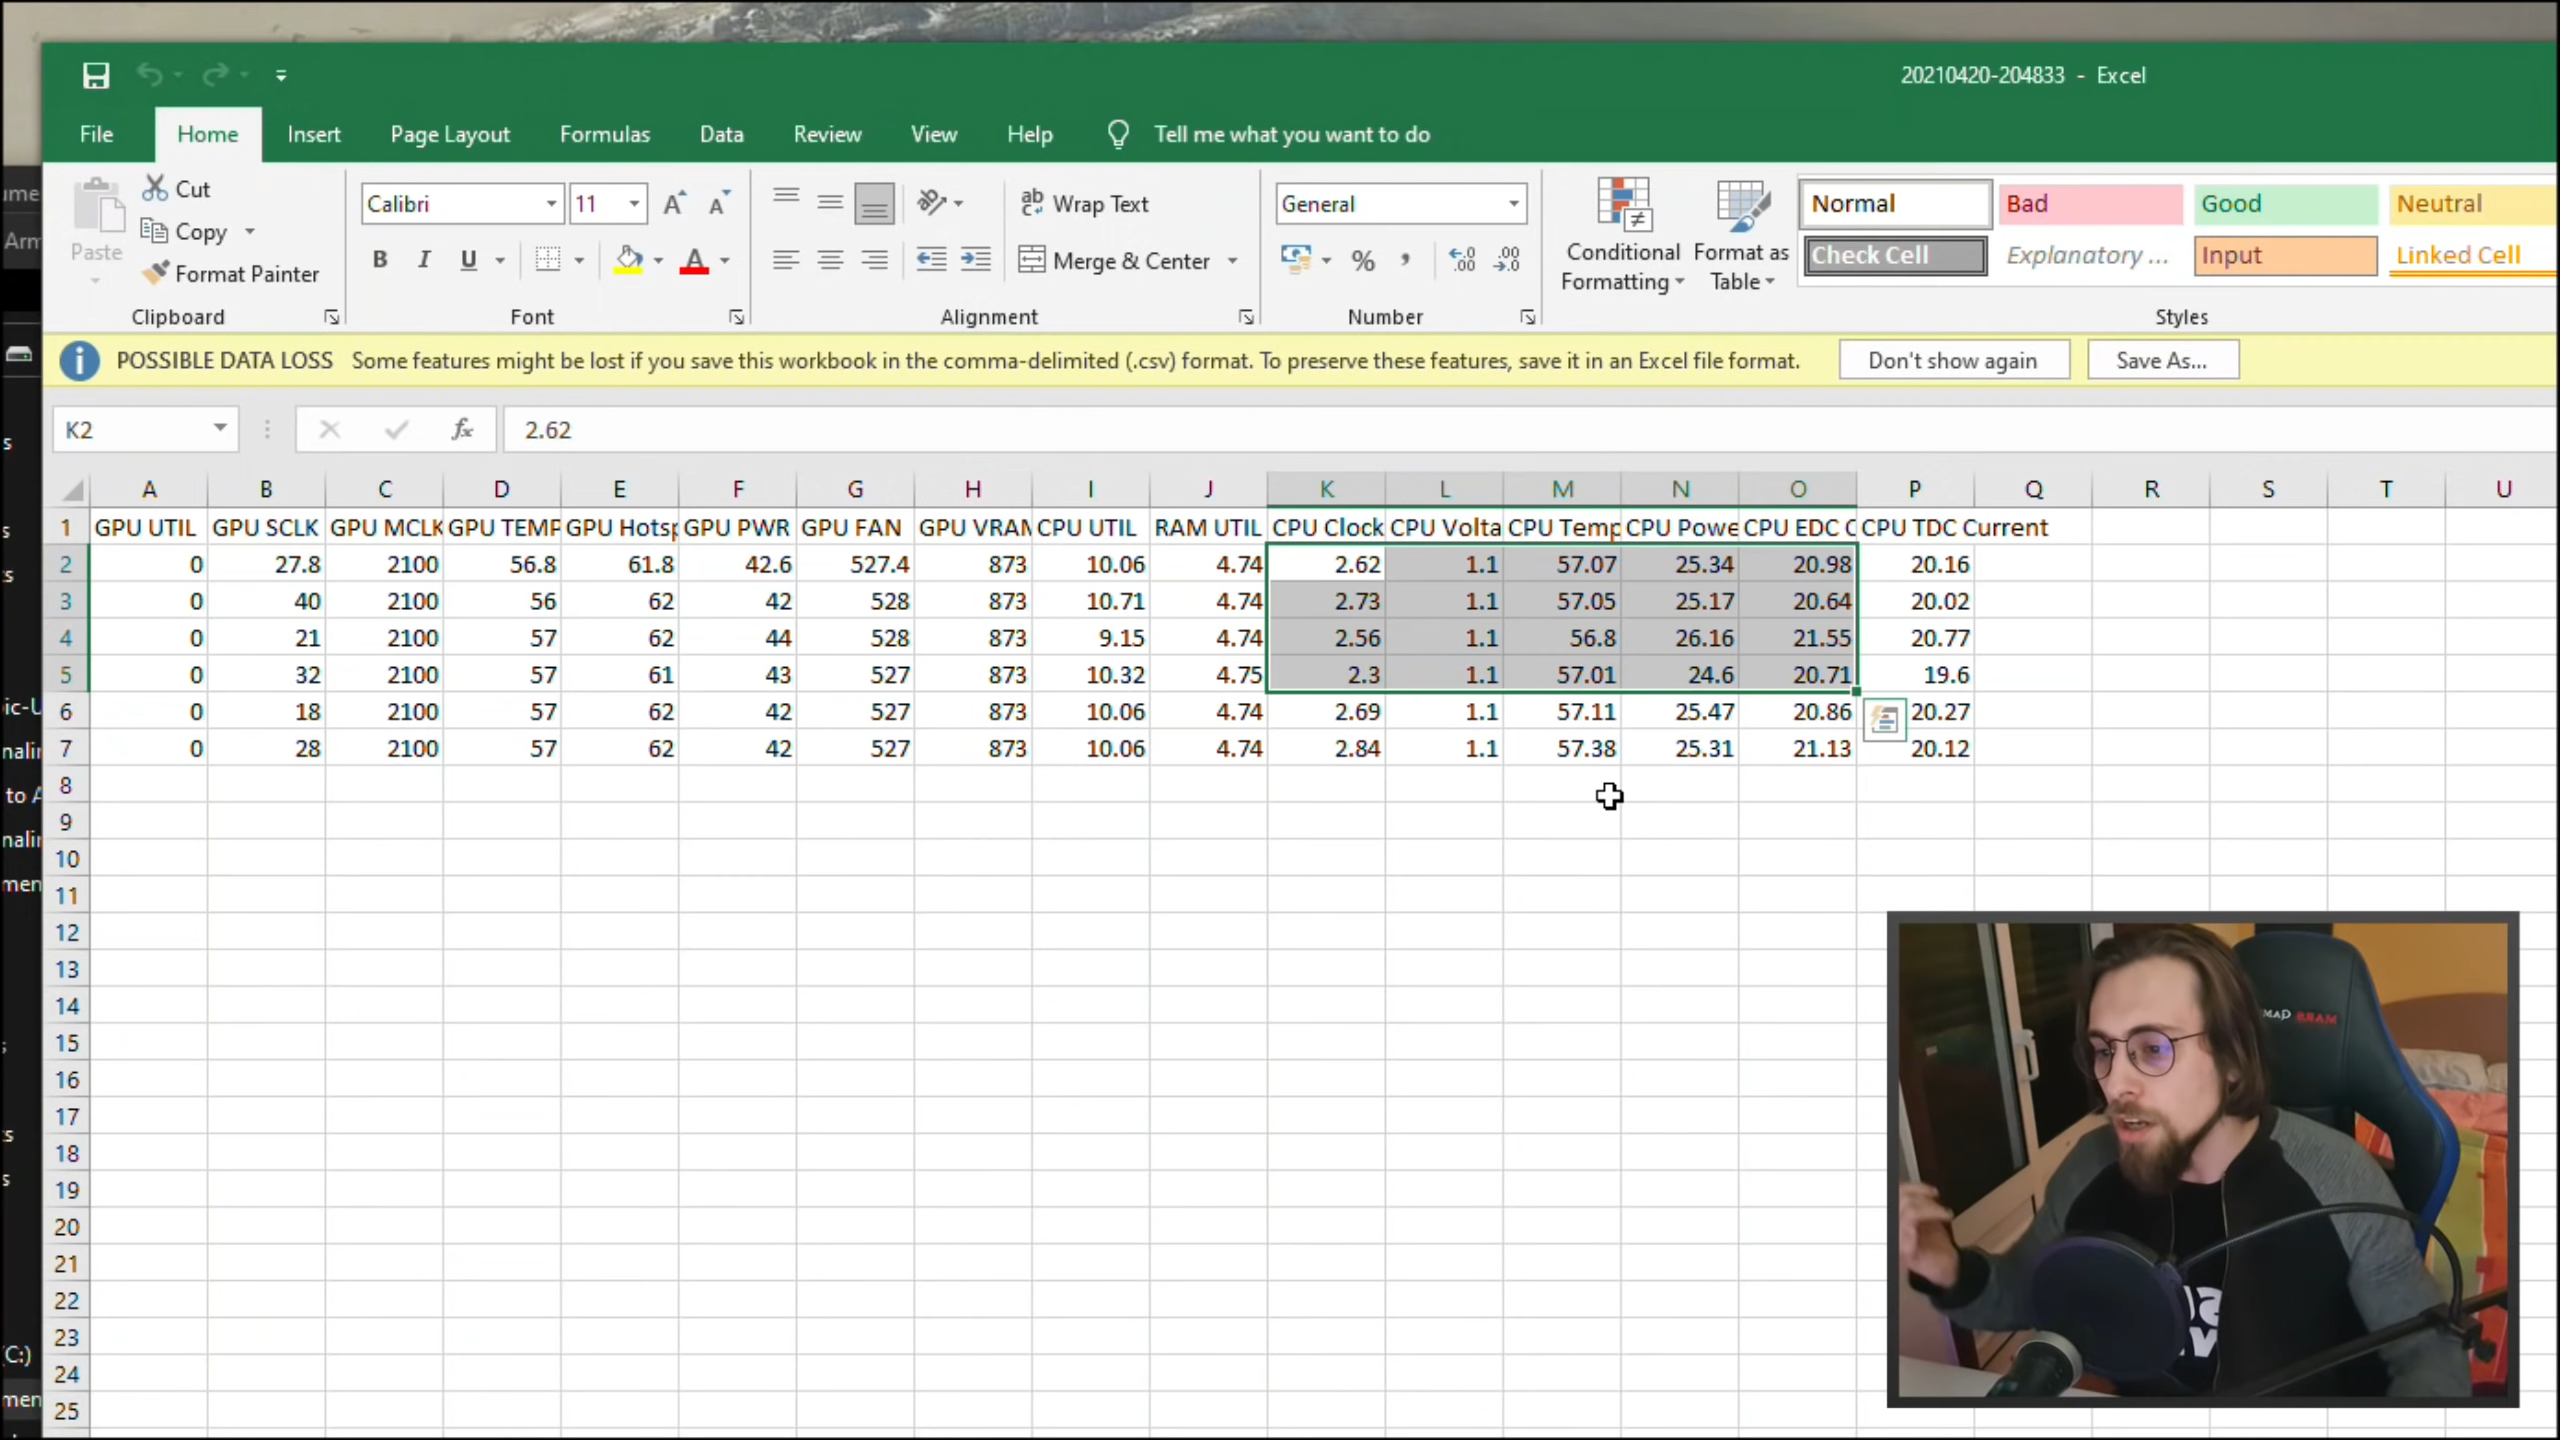 20210420-204833 - Excel
File Home Insert Page Layout Formulas Data Review View Help Tell me what you want to do
Paste Cut Copy Format Painter
Calibri 11
B I U A
Wrap Text
Merge & Center
General
% ,
Conditional Formatting
Format as Table
Normal Bad Good Neutral
Check Cell Explanatory ... Input Linked Cell
Clipboard Font Alignment Number Styles
POSSIBLE DATA LOSS Some features might be lost if you save this workbook in the comma-delimited (.csv) format. To preserve these features, save it in an Excel file format. Don't show again Save As...
K2 fx 2.62
A B C D E F G H I J K L M N O P Q R S T U
1 GPU UTIL GPU SCLK GPU MCLK GPU TEMP GPU Hotsp GPU PWR GPU FAN GPU VRAM CPU UTIL RAM UTIL CPU Clock CPU Volta CPU Temp CPU Powe CPU EDC C CPU TDC Current
2 0 27.8 2100 56.8 61.8 42.6 527.4 873 10.06 4.74 2.62 1.1 57.07 25.34 20.98 20.16
3 0 40 2100 56 62 42 528 873 10.71 4.74 2.73 1.1 57.05 25.17 20.64 20.02
4 0 21 2100 57 62 44 528 873 9.15 4.74 2.56 1.1 56.8 26.16 21.55 20.77
5 0 32 2100 57 61 43 527 873 10.32 4.75 2.3 1.1 57.01 24.6 20.71 19.6
6 0 18 2100 57 62 42 527 873 10.06 4.74 2.69 1.1 57.11 25.47 20.86 20.27
7 0 28 2100 57 62 42 527 873 10.06 4.74 2.84 1.1 57.38 25.31 21.13 20.12
8
9
10
11
12
13
14
15
16
17
18
19
20
21
22
23
24
25
(C:)